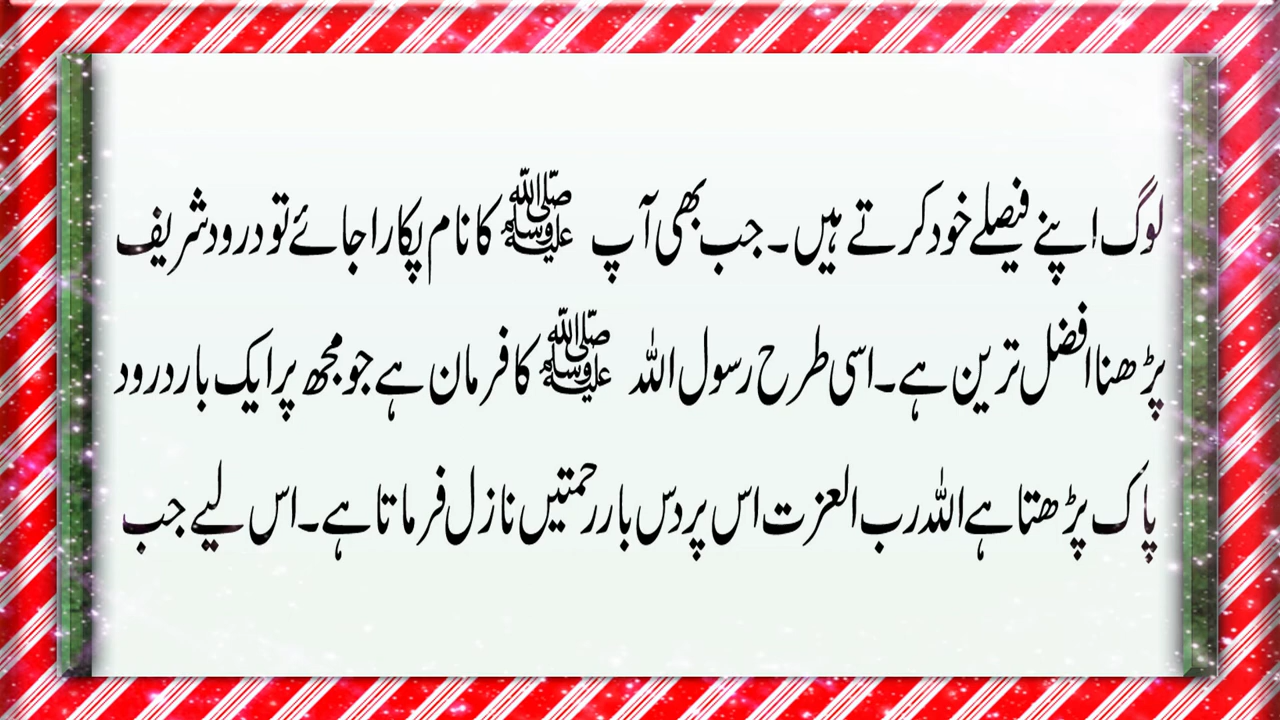 لوگ اپنے فیصلے خود کرتے ہیں۔ جب بھی آپ ﷺ کا نام پکارا جائے تو درود شریف
پڑھنا افضل ترین ہے۔ اسی طرح رسول اللہ ﷺ کا فرمان ہے جو مجھ پر ایک بار درود
پاک پڑھتا ہے اللہ رب العزت اس پر دس بار رحمتیں نازل فرماتا ہے۔ اس لیے جب